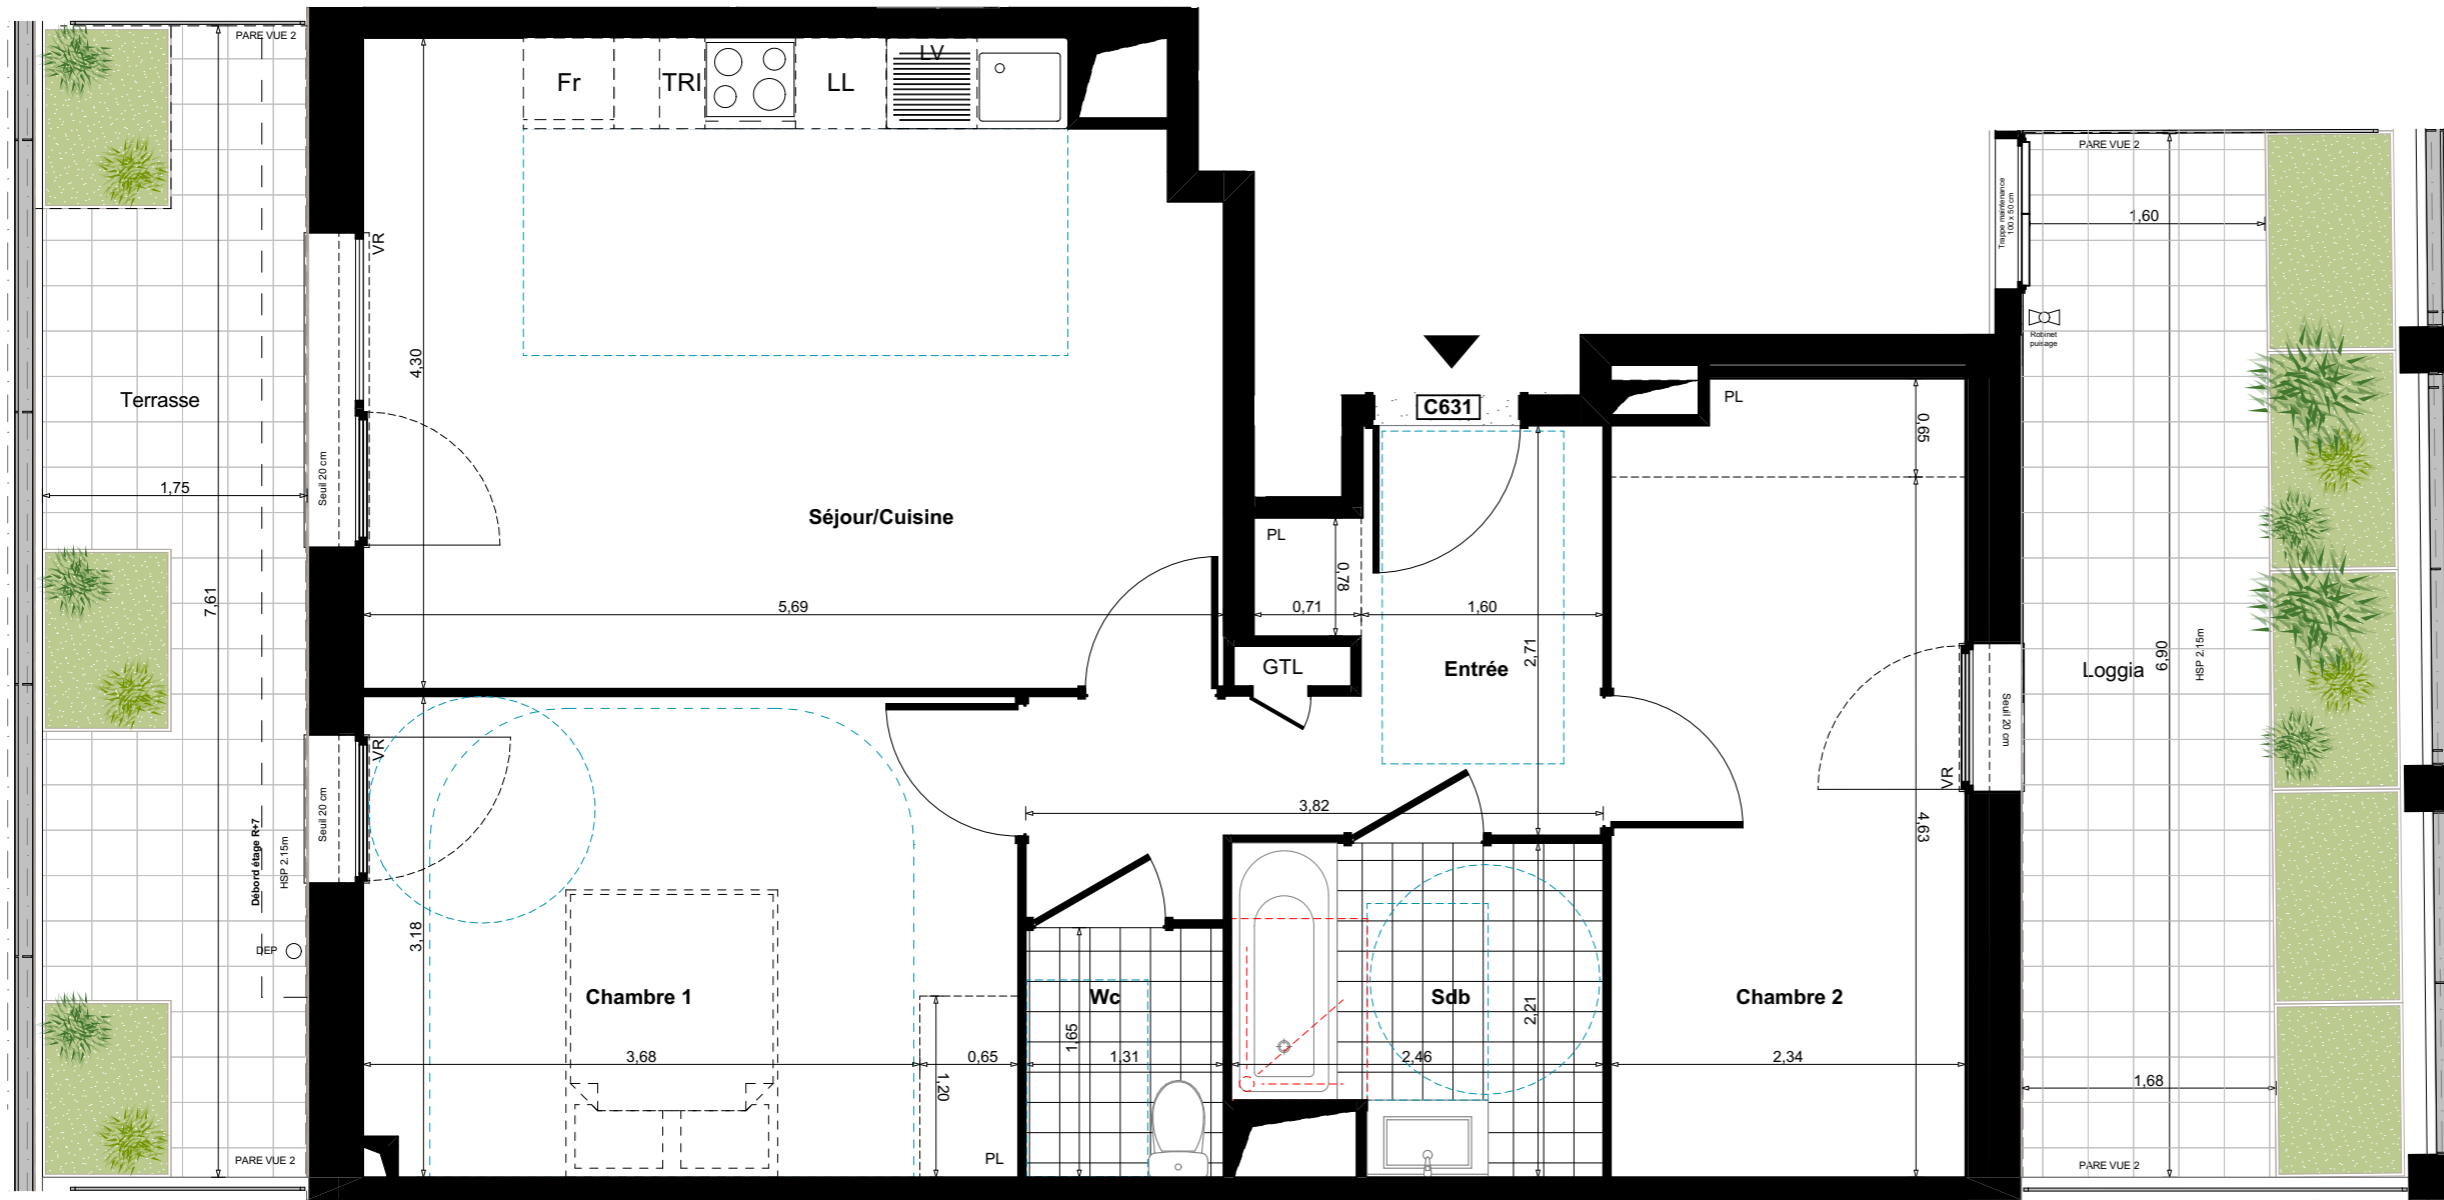 PARE VUE 2
Fr
TRI
LL
LV
PARE VUE 2
Trappe maintenance
100 x 50 cm
1,60
VR
Robinet
puisage
4,30
Terrasse
C631
PL
0,65
Seuil 20 cm
1,75
Séjour/Cuisine
PL
0,78
7,61
5,69
0,71
1,60
2,71
GTL
Entrée
Loggia
6,90
HSP 2.15m
Seuil 20 cm
VR
VR
Seuil 20 cm
3,82
4,63
Débord étage R+7
HSP 2.15m
3,18
DEP
Chambre 1
Wc
Sdb
Chambre 2
1,65
2,21
3,68
0,65
1,31
2,46
2,34
1,20
1,68
PL
PARE VUE 2
PARE VUE 2